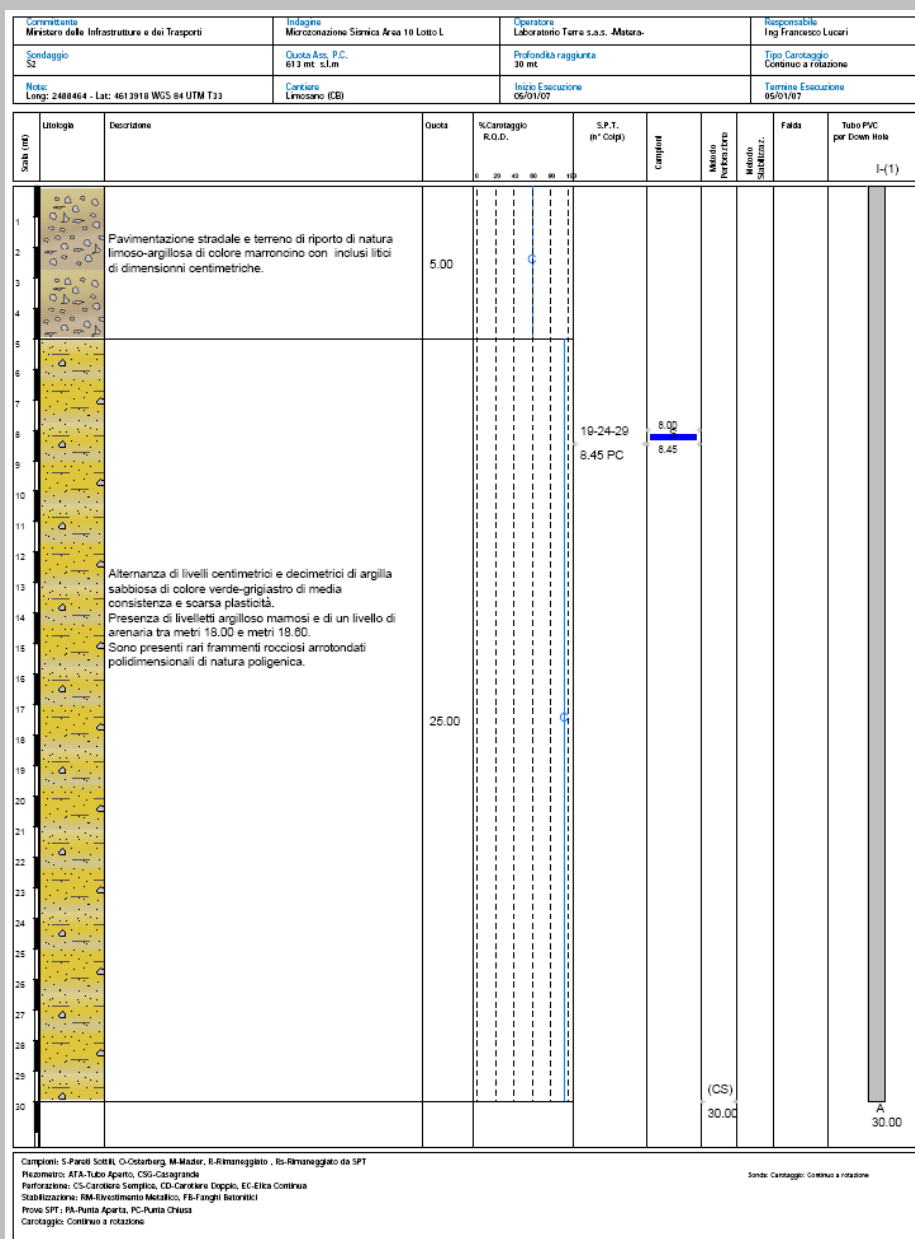 Committente
Ministero delle Infrastrutture e dei Trasporti
Indagine
Microzonazione Sismica Area 10 Lotto L
Operatore
Laboratorio Terre s.a.s. -Matera-
Responsabile
Ing Francesco Luceri
Sondaggio
S2
Quota Ass. P.C.
613 mt s.l.m
Profondità raggiunta
30 mt
Tipo Carotaggio
Continuo a rotazione
Note:
Long: 2488464 - Lat: 4613918 WGS 84 UTM T33
Cantiere
Limosano (CB)
Inizio Esecuzione
05/01/07
Termine Esecuzione
05/01/07
Scala (mt)
Litologia
Descrizione
Quota
%Carotaggio
R.Q.D.
0 20 40 60 80 100
S.P.T.
(n° Colpi)
Campioni
Metodo
Perforazione
Metodo
Stabilizzaz.
Falda
Tubo PVC
per Down Hole
I-(1)
1
2
3
4
5
6
7
8
9
10
11
12
13
14
15
16
17
18
19
20
21
22
23
24
25
26
27
28
29
30
Pavimentazione stradale e terreno di riporto di natura
limoso-argillosa di colore marroncino con inclusi litici
di dimensionni centimetriche.
5.00
C
19-24-29
8.45 PC
8.00
S
8.45
Alternanza di livelli centimetrici e decimetrici di argilla
sabbiosa di colore verde-grigiastro di media
consistenza e scarsa plasticità.
Presenza di livelletti argilloso marnosi e di un livello di
arenaria tra metri 18.00 e metri 18.60.
Sono presenti rari frammenti rocciosi arrotondati
polidimensionali di natura poligenica.
25.00
C
(CS)
30.00
A
30.00
Campioni: S-Pareti Sottili, O-Osterberg, M-Mazier, R-Rimaneggiato , Rs-Rimaneggiato da SPT
Piezometro: ATA-Tubo Aperto, CSG-Casagrande
Perforazione: CS-Carotiere Semplice, CD-Carotiere Doppio, EC-Elica Continua
Stabilizzazione: RM-Rivestimento Metallico, FB-Fanghi Betonitici
Prove SPT: PA-Punta Aperta, PC-Punta Chiusa
Carotaggio: Continuo a rotazione
Sonda: Carotaggio: Continuo a rotazione